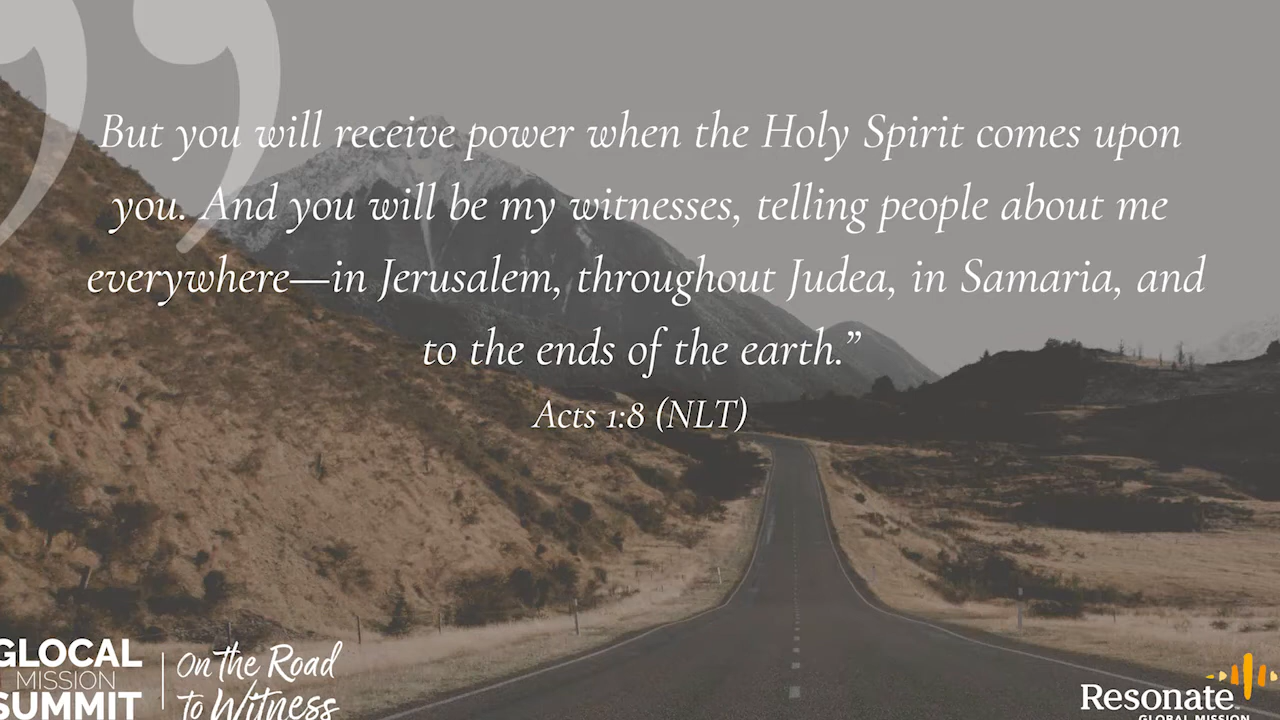 But you will receive power when the Holy Spirit comes upon
you. And you will be my witnesses, telling people about me
everywhere—in Jerusalem, throughout Judea, in Samaria, and
to the ends of the earth.”
Acts 1:8 (NLT)
GLOCAL
MISSION
SUMMIT
On the Road
to Witness
Resonate™
GLOBAL MISSION